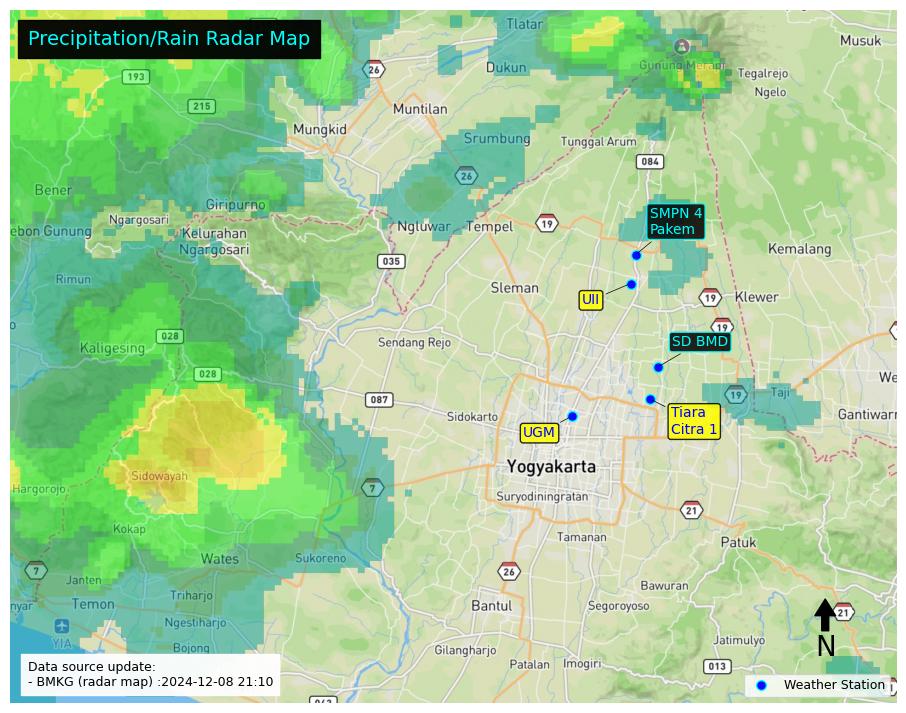 Precipitation/Rain Radar Map
Tlatar
Musuk
26
Dukun
Gunung Merapi
Tegalrejo
193
Ngelo
215
Muntilan
Mungkid
Srumbung
Tunggal Arum
084
26
Bener
Giripurno
SMPN 4
Pakem
Ngargosari
Ngluwar
Tempel
19
ebon Gunung
Kelurahan
Ngargosari
Kemalang
035
Rimun
Sleman
UII
19
Klewer
19
028
Sendang Rejo
SD BMD
Kaligesing
028
We
087
19
Taji
Sidokarto
Tiara
Citra 1
Gantiwarn
UGM
Yogyakarta
Sidowayah
Hargorojo
7
Suryodiningratan
21
Kokap
Tamanan
Patuk
Wates
Sukoreno
7
26
Janten
Bawuran
nyar
Temon
Triharjo
Bantul
Segoroyoso
21
Ngestiharjo
YIA
N
Bojong
Gilangharjo
Jatimulyo
Data source update:
- BMKG (radar map) :2024-12-08 21:10
Patalan
Imogiri
013
Weather Station